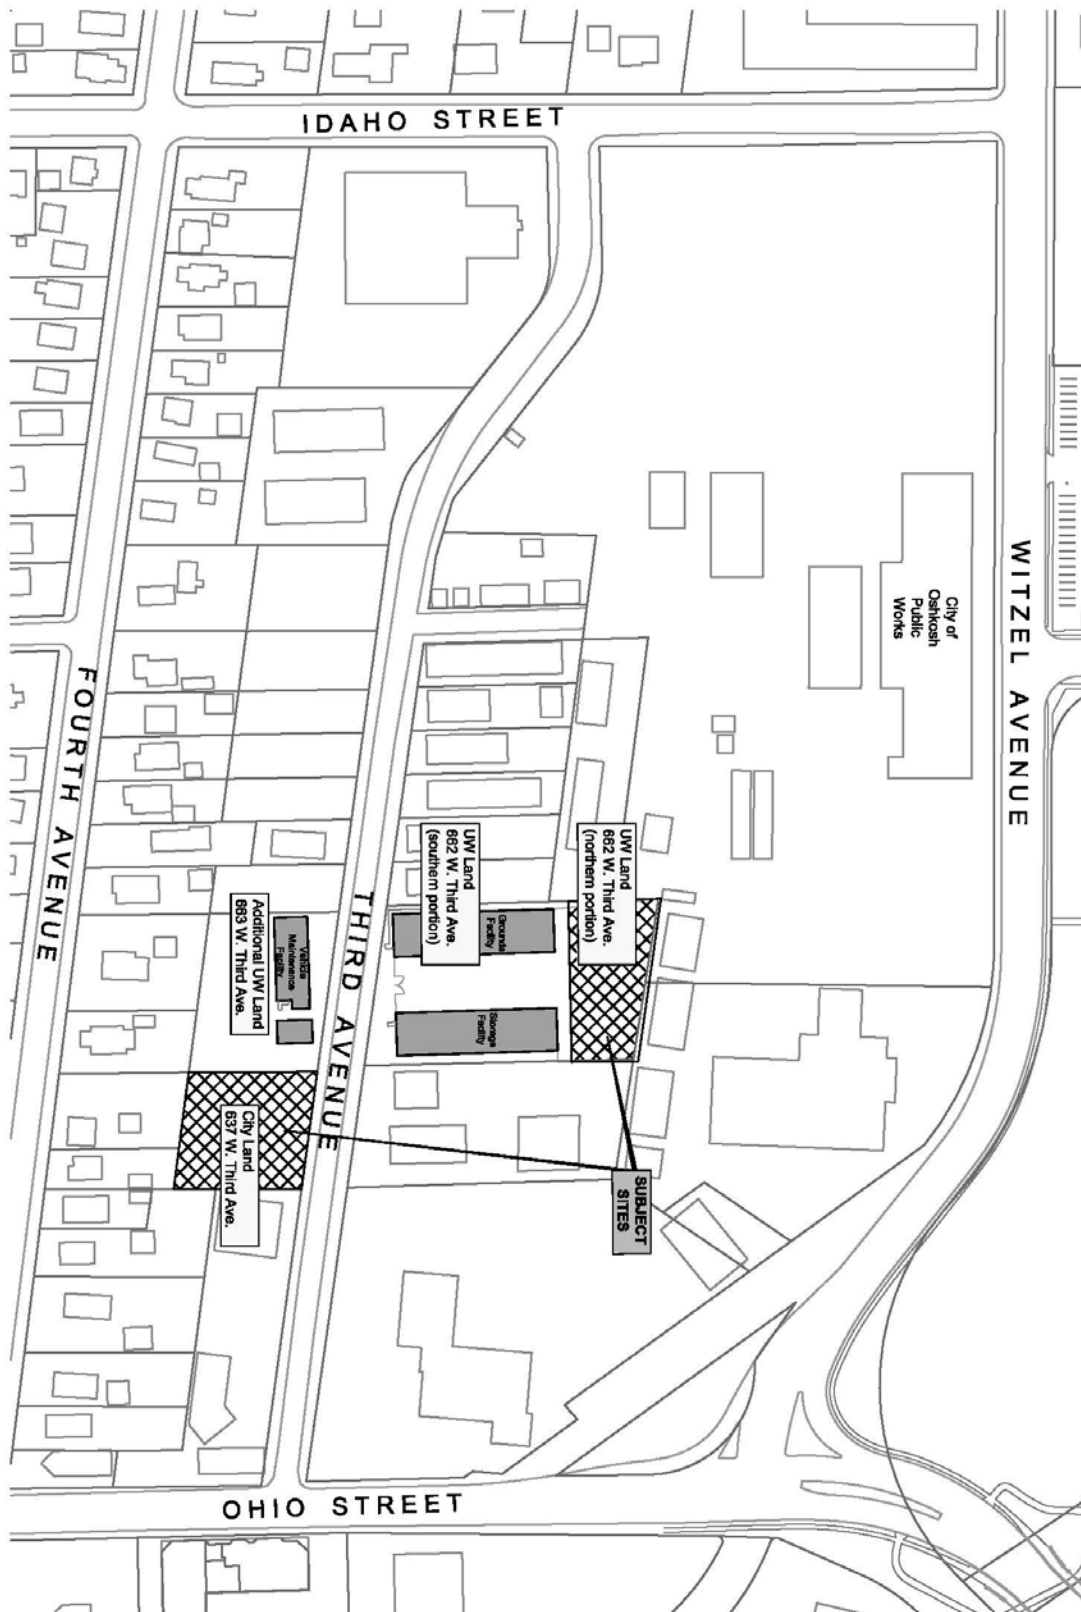 IDAHO STREET
WITZEL AVENUE
City of
Oshkosh
Public
Works
FOURTH AVENUE
THIRD AVENUE
UW Land
662 W. Third Ave.
(northern portion)
UW Land
662 W. Third Ave.
(southern portion)
Grounds
Facility
Storage
Facility
Vehicle
Maintenance
Facility
Additional UW Land
663 W. Third Ave.
City Land
637 W. Third Ave.
SUBJECT
SITES
OHIO STREET